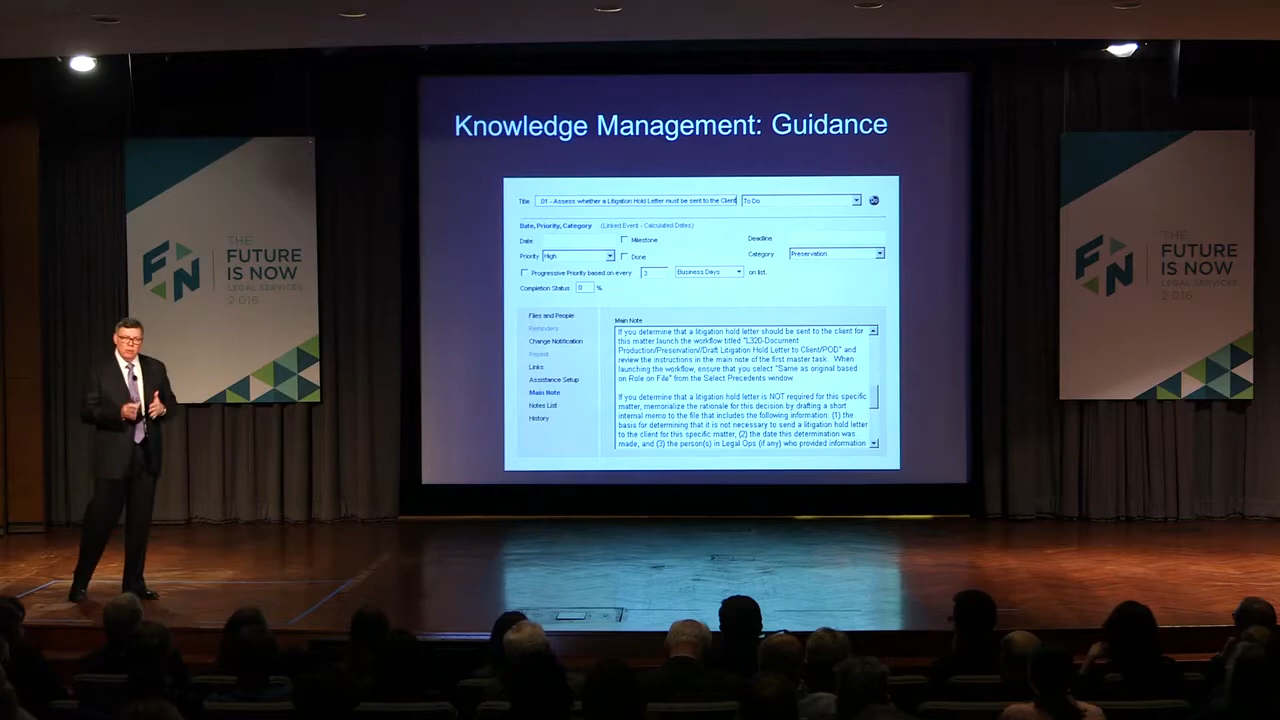 Knowledge Management: Guidance
Title .01 - Assess whether a Litigation Hold Letter must be sent to the Client To Do
Date, Priority, Category (Linked Event - Calculated Dates)
Date Milestone Deadline
Priority High Done Category Preservation
Progressive Priority based on every 3 Business Days on list.
Completion Status 0 %
Files and People
Reminders
Change Notification
Repeat
Links
Assistance Setup
Main Note
Notes List
History
Main Note
If you determine that a litigation hold letter should be sent to the client for
this matter launch the workflow titled "L320-Document
Production/Preservation//Draft Litigation Hold Letter to Client/POD" and
review the instructions in the main note of the first master task. When
launching the workflow, ensure that you select "Same as original based
on Role on File" from the Select Precedents window.
If you determine that a litigation hold letter is NOT required for this specific
matter, memorialize the rationale for this decision by drafting a short
internal memo to the file that includes the following information: (1) the
basis for determining that it is not necessary to send a litigation hold letter
to the client for this specific matter, (2) the date this determination was
made, and (3) the person(s) in Legal Ops (if any) who provided information
FN
THE
FUTURE
IS NOW
LEGAL SERVICES
2.016
FN
THE
FUTURE
IS NOW
LEGAL SERVICES
2.016